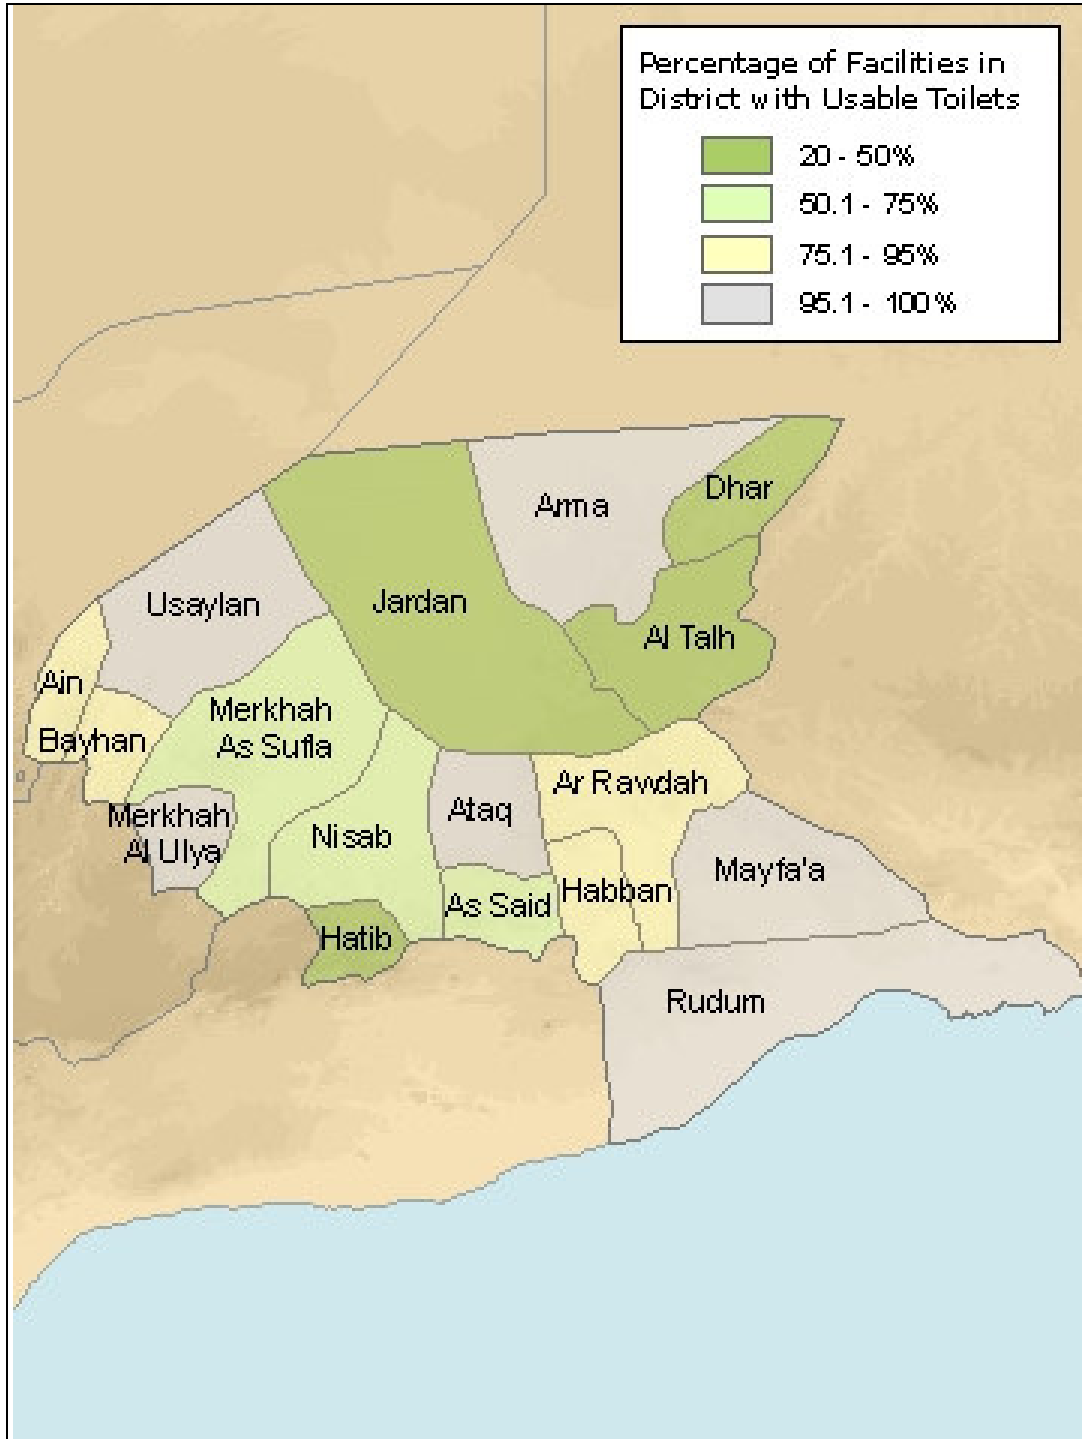 Percentage of Facilities in
District with Usable Toilets
20 - 50%
50.1 - 75%
75.1 - 95%
95.1 - 100%
Dhar
Arma
Usaylan
Jardan
Al Talh
Ain
Merkhah
As Sufla
Bayhan
Ar Rawdah
Merkhah
Al Ulya
Ataq
Nisab
Mayfa'a
Habban
As Said
Hatib
Rudum